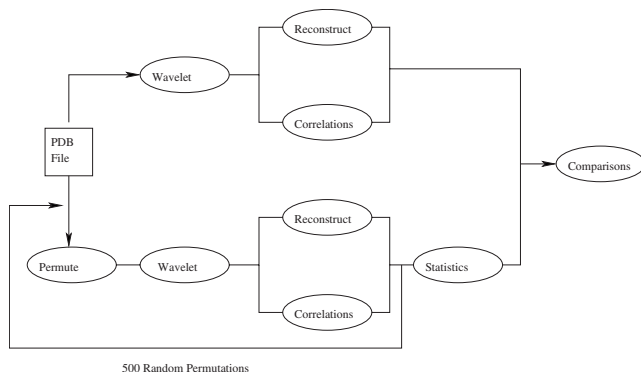 Reconstruct
Wavelet
Correlations
PDB
File
Comparisons
Reconstruct
Permute
Wavelet
Statistics
Correlations
500 Random Permutations